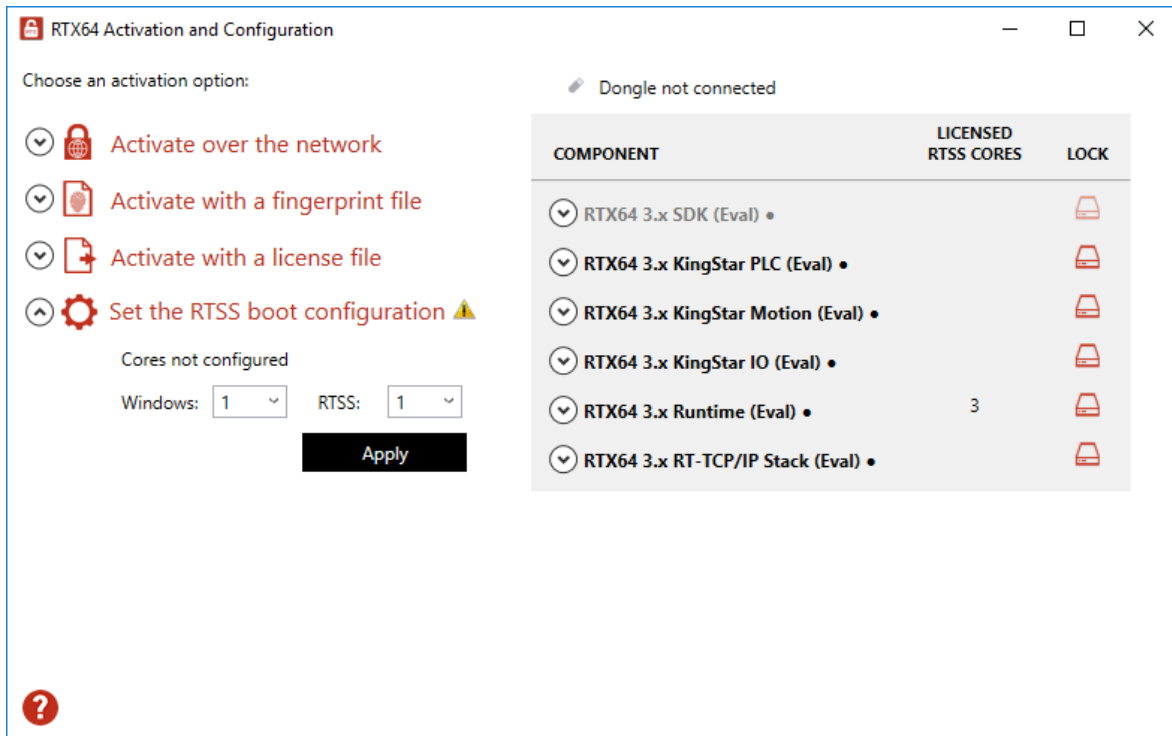 RTX64 Activation and Configuration
Choose an activation option:
Activate over the network
Activate with a fingerprint file
Activate with a license file
Set the RTSS boot configuration
Cores not configured
Windows: 1 RTSS: 1
Apply
Dongle not connected
COMPONENT LICENSED RTSS CORES LOCK
RTX64 3.x SDK (Eval) •
RTX64 3.x KingStar PLC (Eval) •
RTX64 3.x KingStar Motion (Eval) •
RTX64 3.x KingStar IO (Eval) •
RTX64 3.x Runtime (Eval) • 3
RTX64 3.x RT-TCP/IP Stack (Eval) •
?